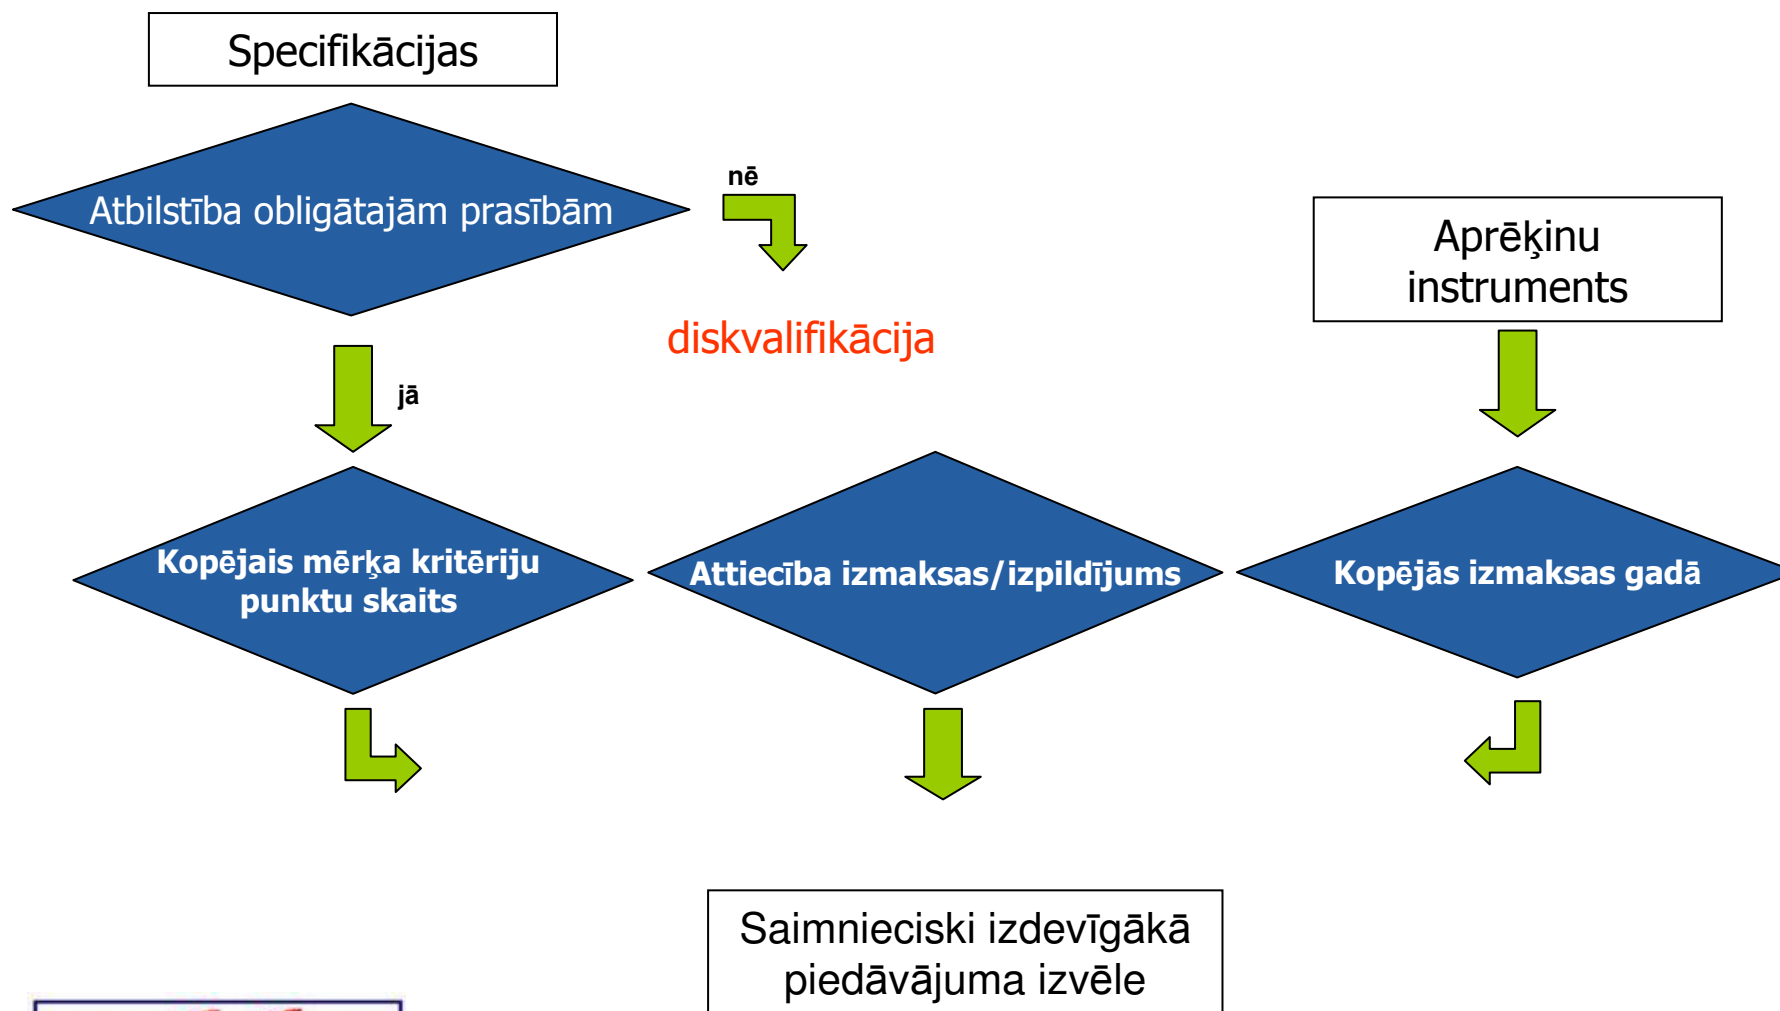 Specifikācijas
Atbilstība obligātajām prasībām
nē
diskvalifikācija
jā
Aprēķinu
instruments
Kopējais mērķa kritēriju
punktu skaits
Attiecība izmaksas/izpildījums
Kopējās izmaksas gadā
Saimnieciski izdevīgākā
piedāvājuma izvēle